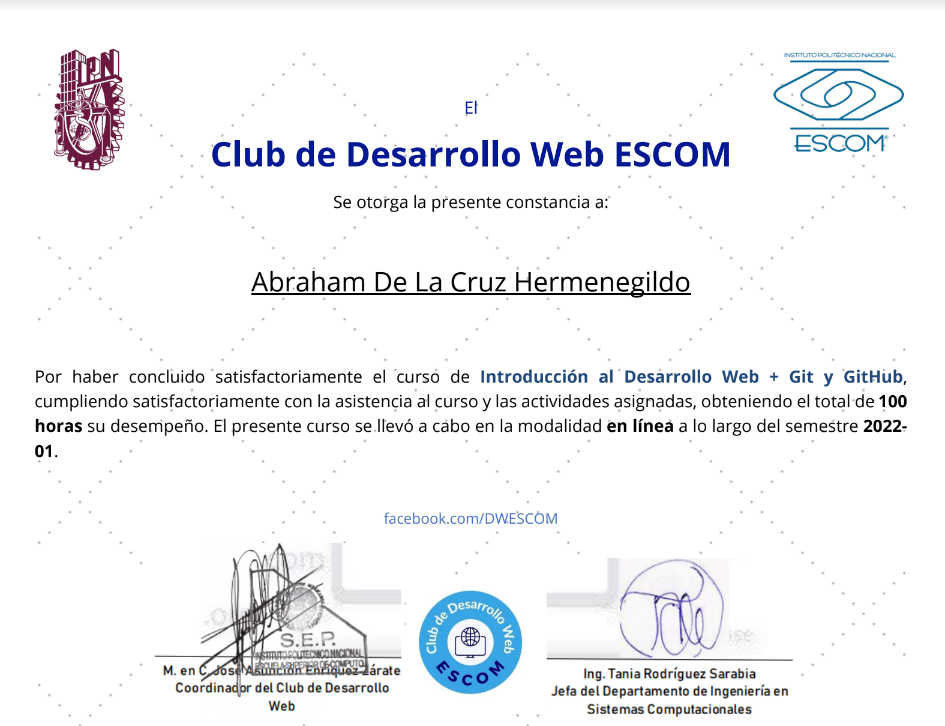 IPN
INSTITUTO POLITÉCNICO NACIONAL
ESCOM
El
Club de Desarrollo Web ESCOM
Se otorga la presente constancia a:
Abraham De La Cruz Hermenegildo
Por haber concluido satisfactoriamente el curso de Introducción al Desarrollo Web + Git y GitHub,
cumpliendo satisfactoriamente con la asistencia al curso y las actividades asignadas, obteniendo el total de 100
horas su desempeño. El presente curso se llevó a cabo en la modalidad en línea a lo largo del semestre 2022-
01.
facebook.com/DWESCOM
S.E.P.
INSTITUTO POLITECNICO NACIONAL
ESCUELA SUPERIOR DE COMPUTO
M. en C. José Asunción Enríquez Zárate
Coordinador del Club de Desarrollo
Web
Club de Desarrollo Web
ESCOM
Ing. Tania Rodríguez Sarabia
Jefa del Departamento de Ingeniería en
Sistemas Computacionales